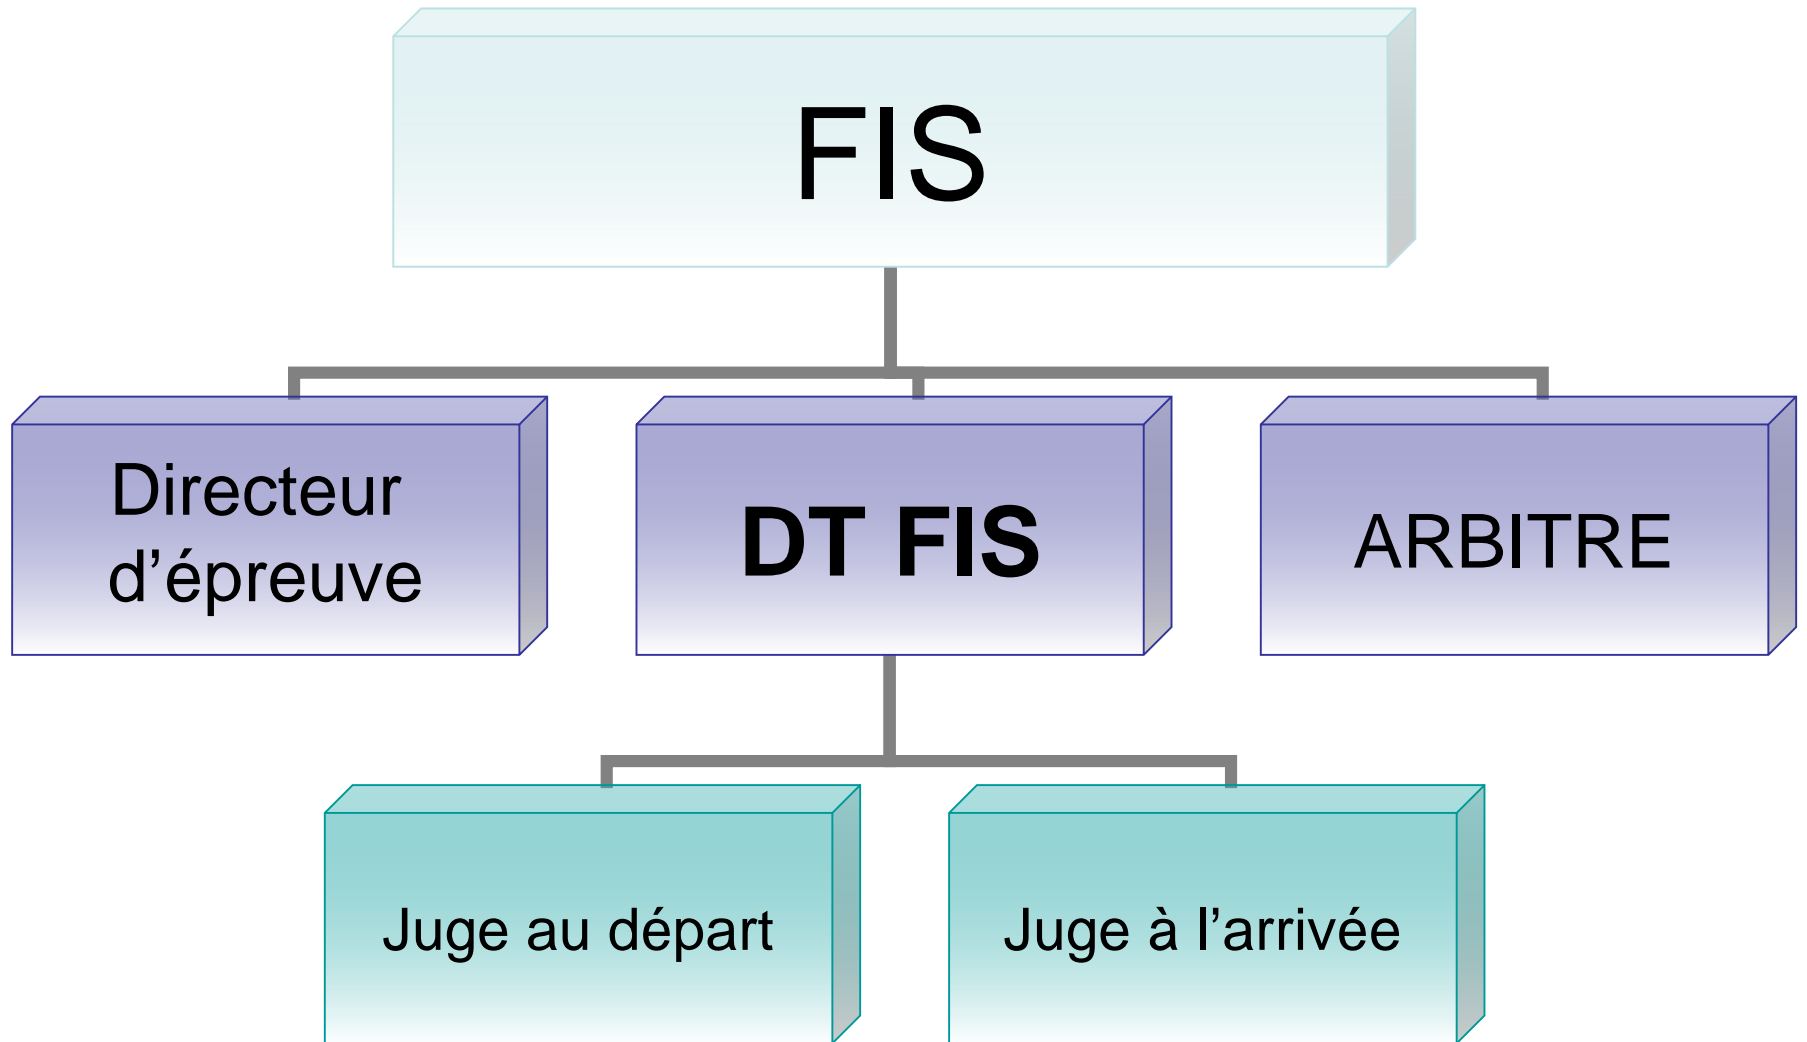 FIS
Directeur
d’épreuve
DT FIS
ARBITRE
Juge au départ
Juge à l’arrivée